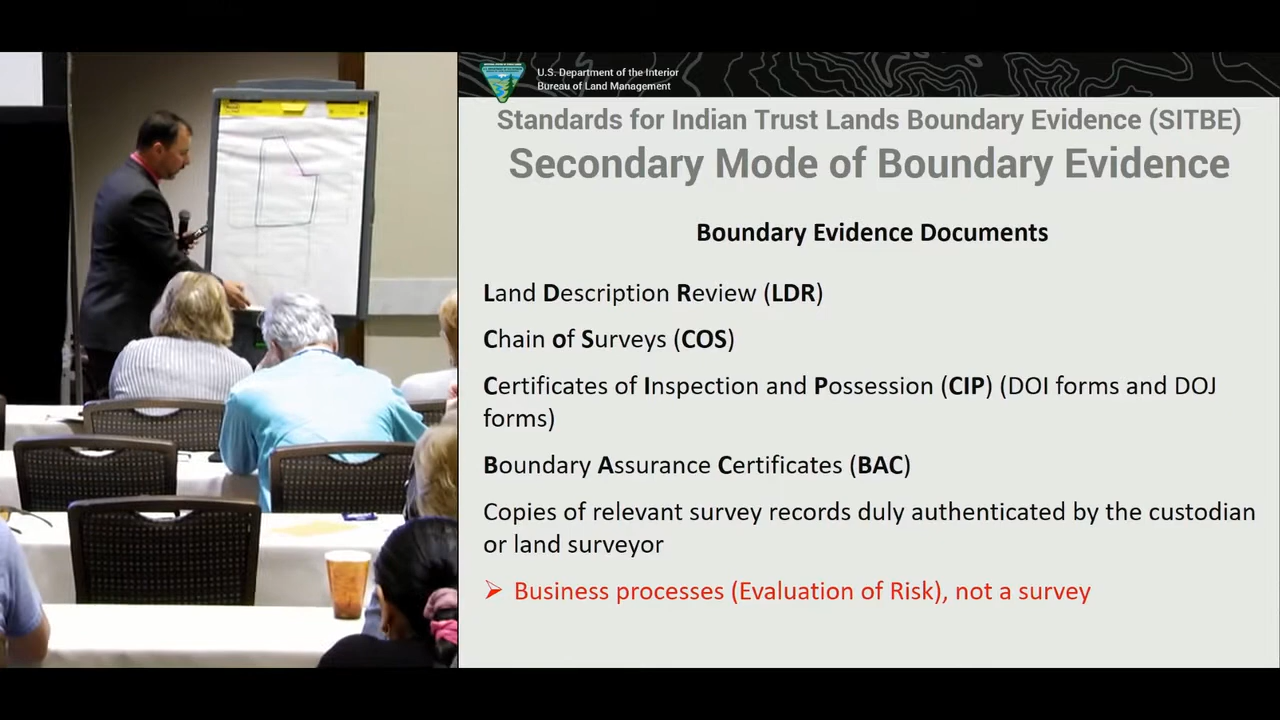 U.S. Department of the Interior
Bureau of Land Management
Standards for Indian Trust Lands Boundary Evidence (SITBE)
Secondary Mode of Boundary Evidence
Boundary Evidence Documents
Land Description Review (LDR)
Chain of Surveys (COS)
Certificates of Inspection and Possession (CIP) (DOI forms and DOJ
forms)
Boundary Assurance Certificates (BAC)
Copies of relevant survey records duly authenticated by the custodian
or land surveyor
➢ Business processes (Evaluation of Risk), not a survey